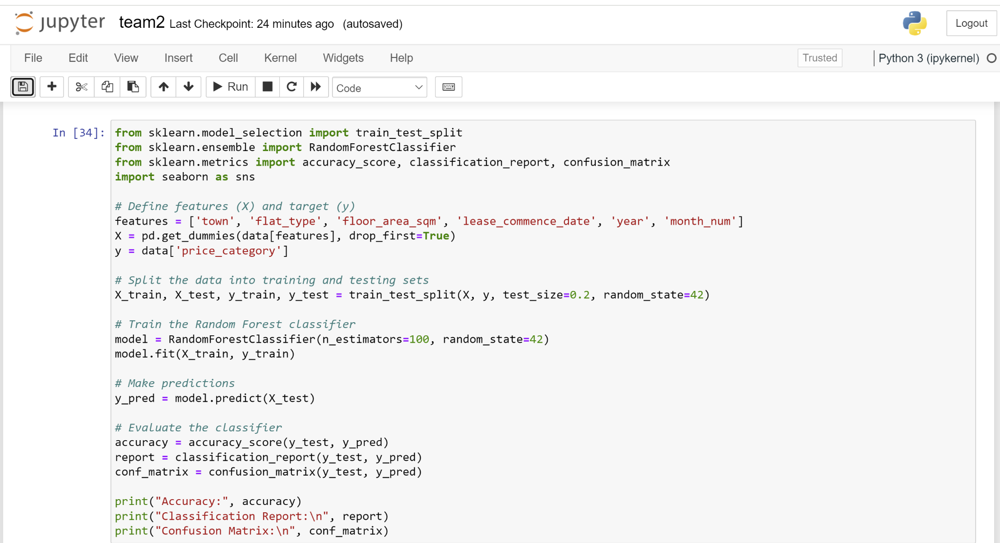 jupyter team2 Last Checkpoint: 24 minutes ago (autosaved) Logout
File Edit View Insert Cell Kernel Widgets Help Trusted Python 3 (ipykernel)
Run Code
In [34]: from sklearn.model_selection import train_test_split
from sklearn.ensemble import RandomForestClassifier
from sklearn.metrics import accuracy_score, classification_report, confusion_matrix
import seaborn as sns
# Define features (X) and target (y)
features = ['town', 'flat_type', 'floor_area_sqm', 'lease_commence_date', 'year', 'month_num']
X = pd.get_dummies(data[features], drop_first=True)
y = data['price_category']
# Split the data into training and testing sets
X_train, X_test, y_train, y_test = train_test_split(X, y, test_size=0.2, random_state=42)
# Train the Random Forest classifier
model = RandomForestClassifier(n_estimators=100, random_state=42)
model.fit(X_train, y_train)
# Make predictions
y_pred = model.predict(X_test)
# Evaluate the classifier
accuracy = accuracy_score(y_test, y_pred)
report = classification_report(y_test, y_pred)
conf_matrix = confusion_matrix(y_test, y_pred)
print("Accuracy:", accuracy)
print("Classification Report:\n", report)
print("Confusion Matrix:\n", conf_matrix)